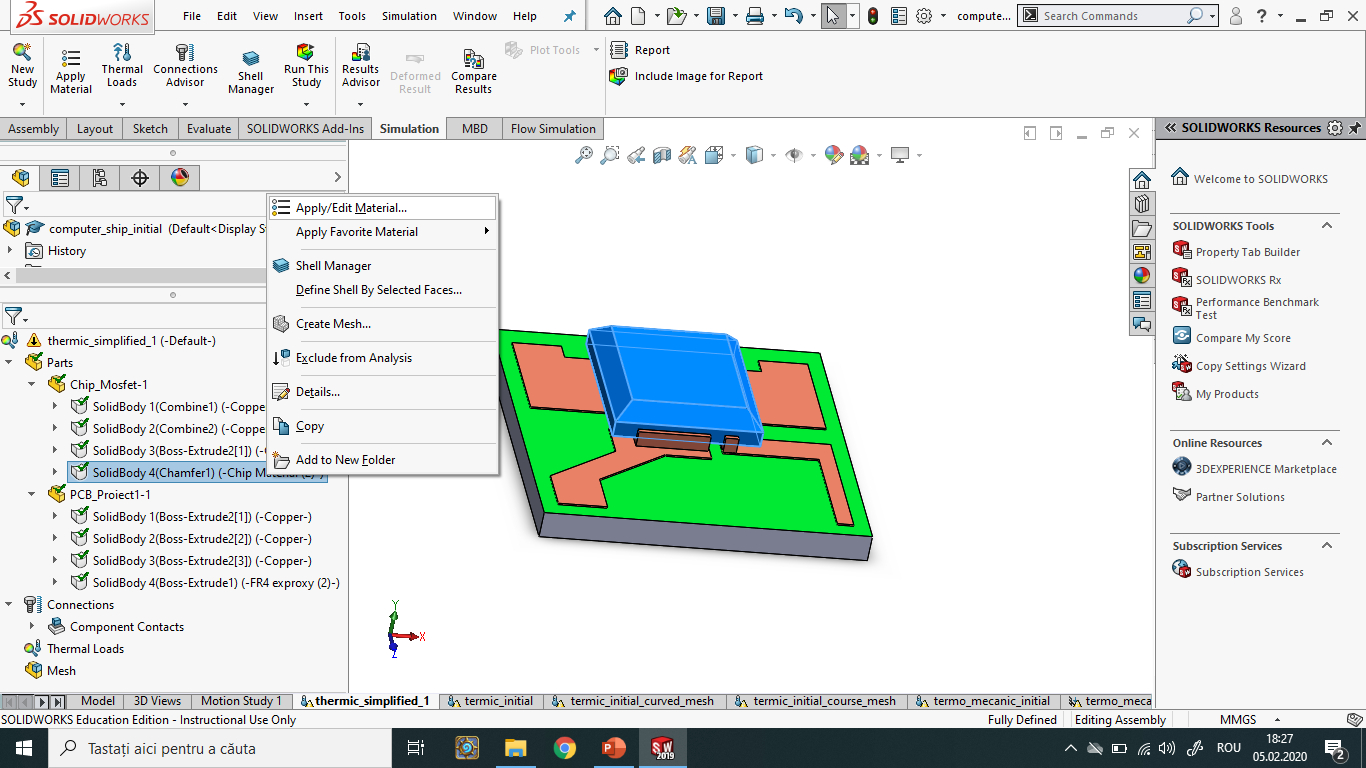 SOLIDWORKS
File Edit View Insert Tools Simulation Window Help
compute...
Search Commands
New Study
Apply Material
Thermal Loads
Connections Advisor
Shell Manager
Run This Study
Results Advisor
Deformed Result
Compare Results
Plot Tools
Report
Include Image for Report
Assembly Layout Sketch Evaluate SOLIDWORKS Add-Ins Simulation MBD Flow Simulation
computer_ship_initial (Default<Display S
History
thermic_simplified_1 (-Default-)
Parts
Chip_Mosfet-1
SolidBody 1(Combine1) (-Coppe
SolidBody 2(Combine2) (-Coppe
SolidBody 3(Boss-Extrude2[1]) (-C
SolidBody 4(Chamfer1) (-Chip Material (2)-)
PCB_Proiect1-1
SolidBody 1(Boss-Extrude2[1]) (-Copper-)
SolidBody 2(Boss-Extrude2[2]) (-Copper-)
SolidBody 3(Boss-Extrude2[3]) (-Copper-)
SolidBody 4(Boss-Extrude1) (-FR4 exproxy (2)-)
Connections
Component Contacts
Thermal Loads
Mesh
Apply/Edit Material...
Apply Favorite Material
Shell Manager
Define Shell By Selected Faces...
Create Mesh...
Exclude from Analysis
Details...
Copy
Add to New Folder
Y
X
Z
SOLIDWORKS Resources
Welcome to SOLIDWORKS
SOLIDWORKS Tools
Property Tab Builder
SOLIDWORKS Rx
Performance Benchmark
Test
Compare My Score
Copy Settings Wizard
My Products
Online Resources
3DEXPERIENCE Marketplace
Partner Solutions
Subscription Services
Subscription Services
Model 3D Views Motion Study 1 thermic_simplified_1 termic_initial termic_initial_curved_mesh termic_initial_course_mesh termo_mecanic_initial termo_meca
SOLIDWORKS Education Edition - Instructional Use Only
Fully Defined Editing Assembly MMGS
Tastați aici pentru a căuta
SW 2019
ROU
18:27
05.02.2020
2